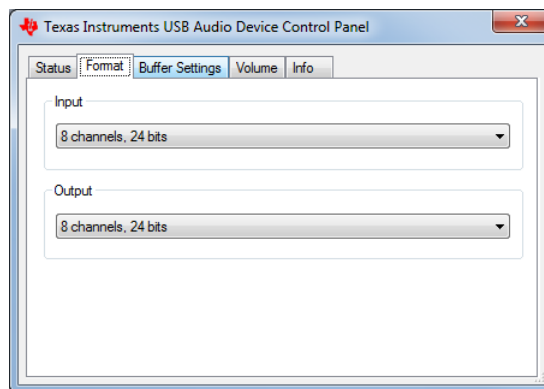 Texas Instruments USB Audio Device Control Panel
Status Format Buffer Settings Volume Info
Input
8 channels, 24 bits
Output
8 channels, 24 bits